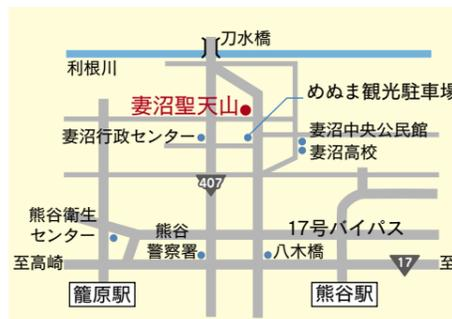 刀水橋
利根川
妻沼聖天山
めぬま観光駐車場
妻沼行政センター
妻沼中央公民館
妻沼高校
407
熊谷衛生
センター
熊谷
警察署
17号バイパス
八木橋
至高崎
17
至
籠原駅
熊谷駅